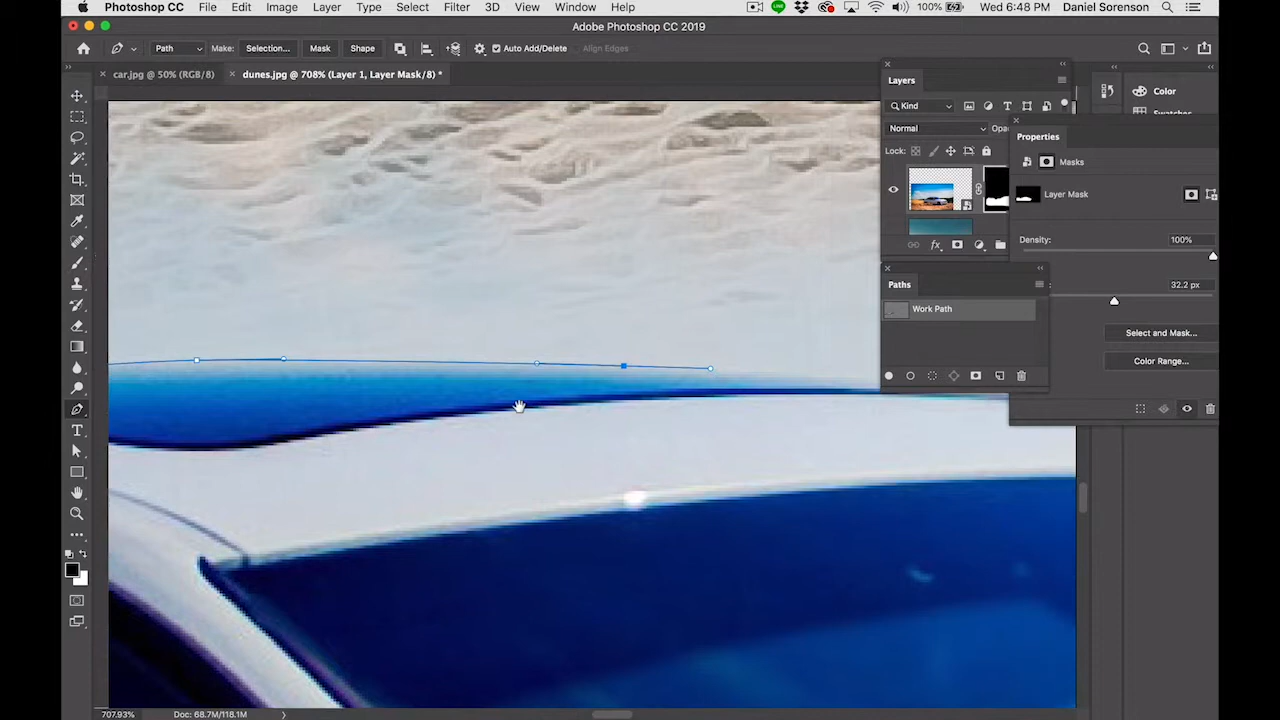 Photoshop CC File Edit Image Layer Type Select Filter 3D View Window Help 100% Wed 6:48 PM Daniel Sorenson
Adobe Photoshop CC 2019
Path Make: Selection... Mask Shape Auto Add/Delete Align Edges
car.jpg @ 50% (RGB/8) dunes.jpg @ 708% (Layer 1, Layer Mask/8) *
Layers
Color
Kind
Normal
Lock:
Properties
Masks
Layer Mask
fx
Density: 100%
Paths
32.2 px
Work Path
Select and Mask...
Color Range...
707.93% Doc: 68.7M/118.1M